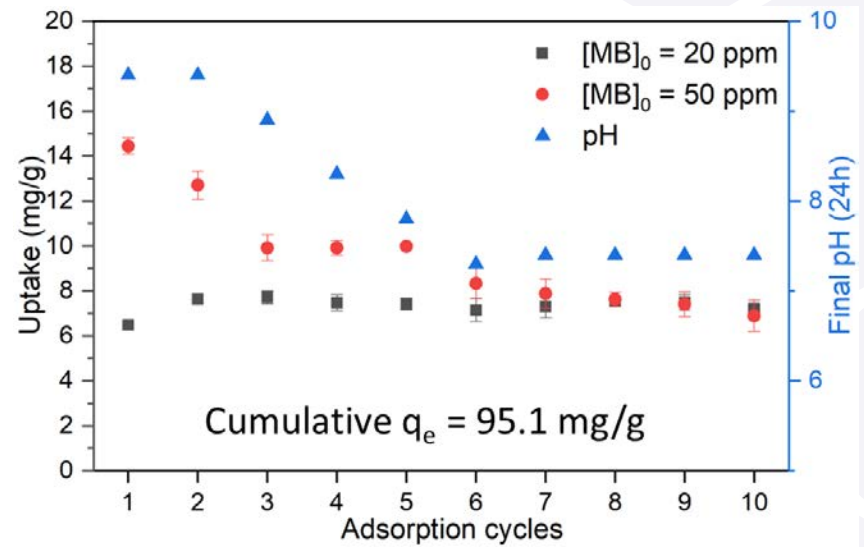 20
18
16
14
12
10
8
6
4
2
0
Uptake (mg/g)
[MB]₀ = 20 ppm
[MB]₀ = 50 ppm
pH
Cumulative qₑ = 95.1 mg/g
10
8
6
Final pH (24h)
1 2 3 4 5 6 7 8 9 10
Adsorption cycles